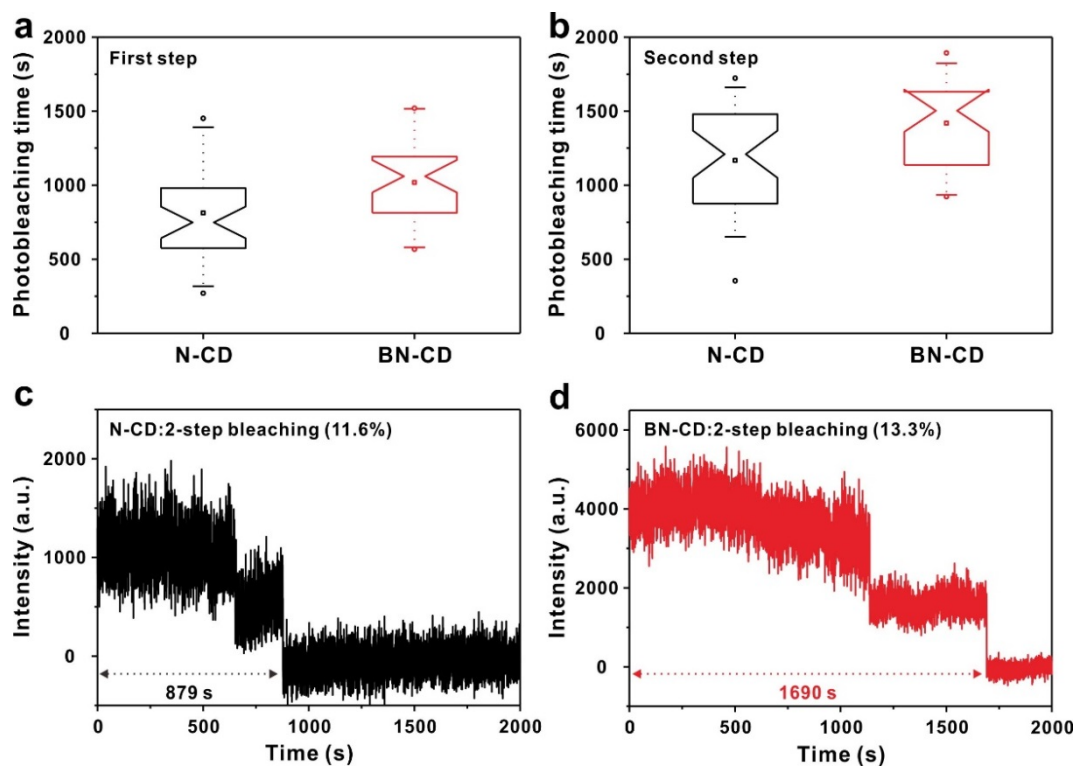 a
First step
Photobleaching time (s)
2000
1500
1000
500
0
N-CD
BN-CD
b
Second step
Photobleaching time (s)
2000
1500
1000
500
0
N-CD
BN-CD
c
N-CD:2-step bleaching (11.6%)
Intensity (a.u.)
2000
1000
0
879 s
0
500
1000
1500
2000
Time (s)
d
BN-CD:2-step bleaching (13.3%)
Intensity (a.u.)
6000
4000
2000
0
1690 s
0
500
1000
1500
2000
Time (s)